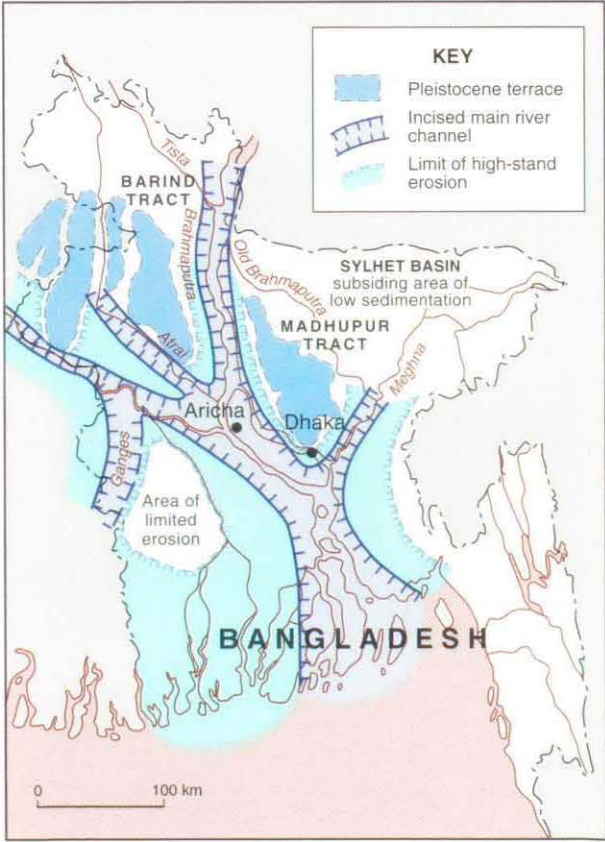 KEY
Pleistocene terrace
Incised main river
channel
Limit of high-stand
erosion
Tista
BARIND
TRACT
Brahmaputra
Old Brahmaputra
SYLHET BASIN
subsiding area of
low sedimentation
MADHUPUR
TRACT
Atrai
Meghna
Aricha
Dhaka
Ganges
Area of
limited
erosion
BANGLADESH
0 100 km